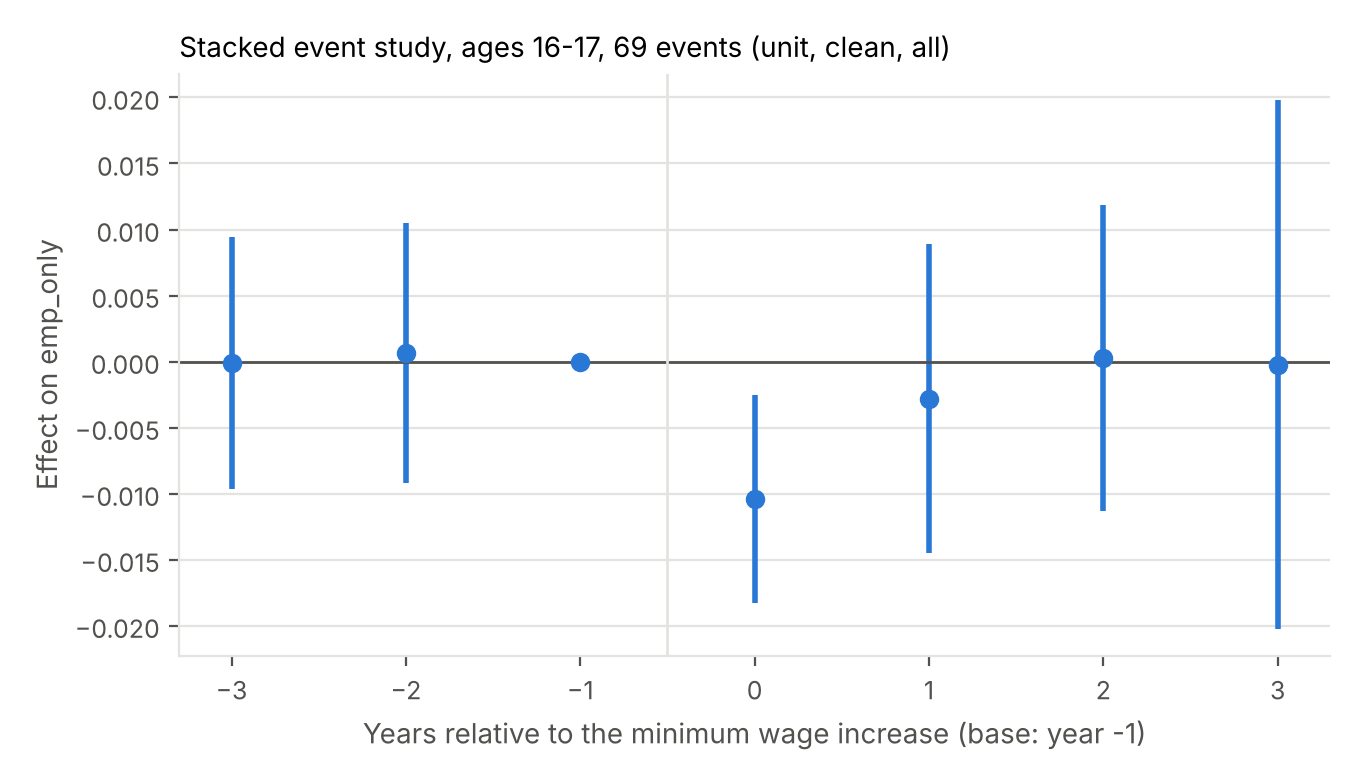 Stacked event study, ages 16-17, 69 events (unit, clean, all)
Effect on emp_only
0.020
0.015
0.010
0.005
0.000
−0.005
−0.010
−0.015
−0.020
−3 −2 −1 0 1 2 3
Years relative to the minimum wage increase (base: year -1)